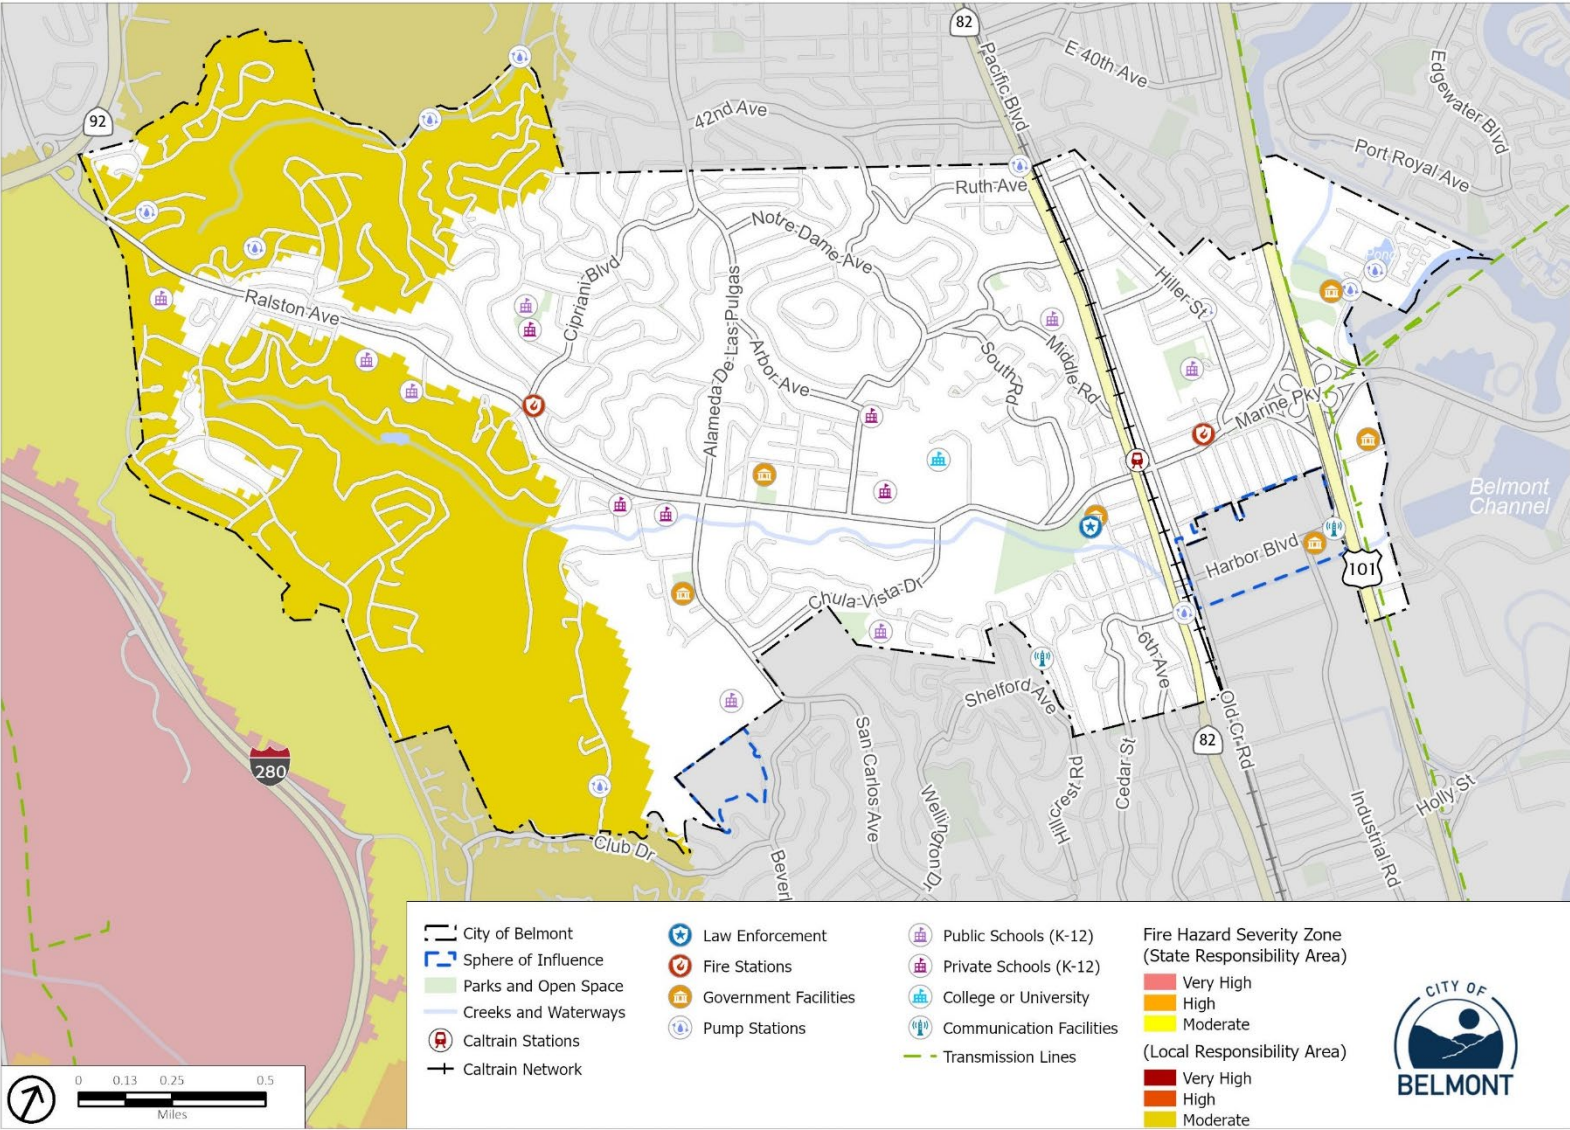 82
E 40th Ave
Edgewater Blvd
Pacific Blvd
92
42nd Ave
Port Royal Ave
Ruth Ave
Notre Dame Ave
Cipriani Blvd
Hiller St
Ralston Ave
Alameda De Las Pulgas
Arbor Ave
South Rd
Middle Rd
Marine Pky
Belmont
Channel
Harbor Blvd
101
Chula Vista Dr
6th Ave
Shelford Ave
Old Cr Rd
San Carlos Ave
82
280
Cedar St
Hillcrest Rd
Wellington Dr
Holly St
Industrial Rd
Club Dr
Beverl
City of Belmont
Sphere of Influence
Parks and Open Space
Creeks and Waterways
Caltrain Stations
Caltrain Network
Law Enforcement
Fire Stations
Government Facilities
Pump Stations
Public Schools (K-12)
Private Schools (K-12)
College or University
Communication Facilities
Transmission Lines
Fire Hazard Severity Zone
(State Responsibility Area)
Very High
High
Moderate
(Local Responsibility Area)
Very High
High
Moderate
CITY OF
BELMONT
0 0.13 0.25 0.5
Miles